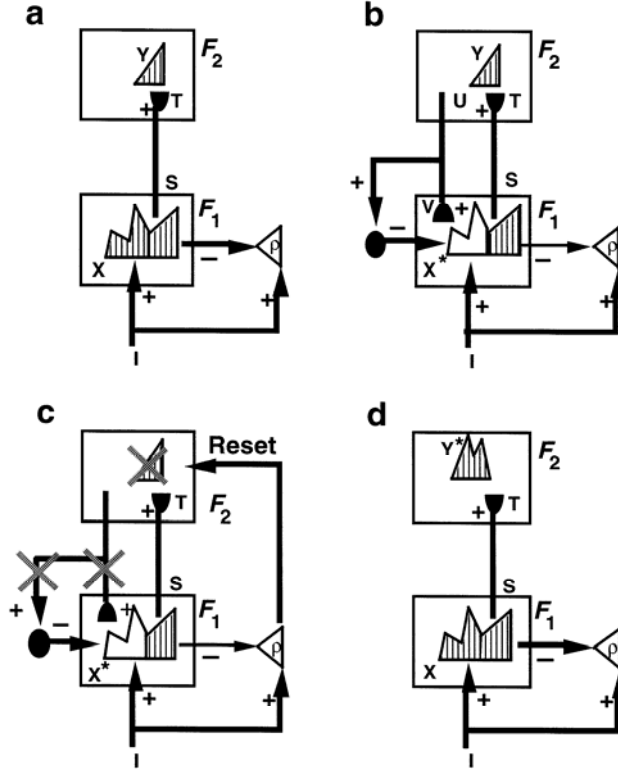 a
Y
F₂
+
T
S
F₁
X
−
ρ
+
+
I
b
Y
F₂
U
+
T
+
S
V
+
F₁
−
X*
−
ρ
+
+
I
c
Reset
+
T
F₂
S
+
−
+
F₁
X*
−
ρ
+
+
I
d
Y*
F₂
+
T
S
F₁
X
−
ρ
+
+
I